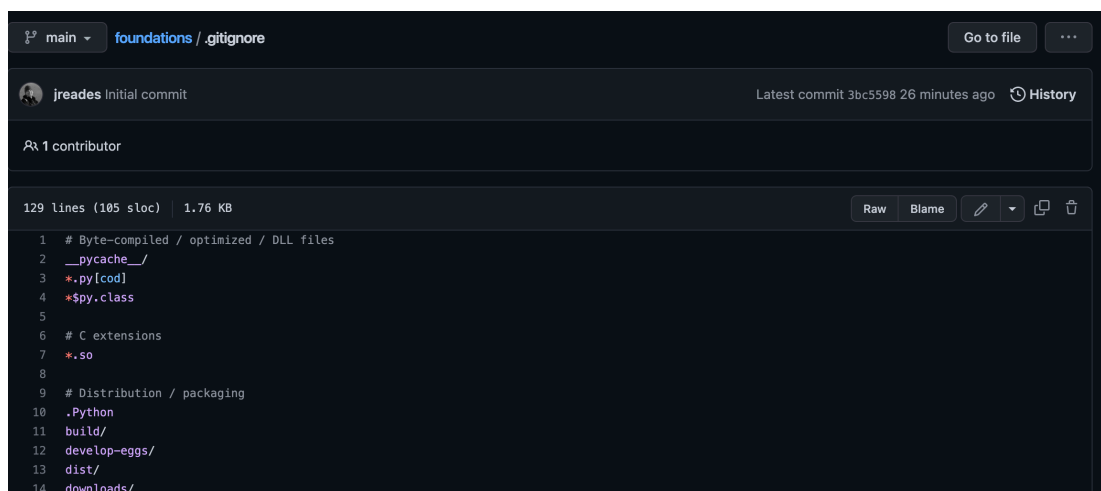 main
foundations / .gitignore
Go to file
...
jreades Initial commit
Latest commit 3bc5598 26 minutes ago
History
1 contributor
129 lines (105 sloc) 1.76 KB
Raw Blame
1 # Byte-compiled / optimized / DLL files
2 __pycache__/
3 *.py[cod]
4 *$py.class
5
6 # C extensions
7 *.so
8
9 # Distribution / packaging
10 .Python
11 build/
12 develop-eggs/
13 dist/
14 downloads/